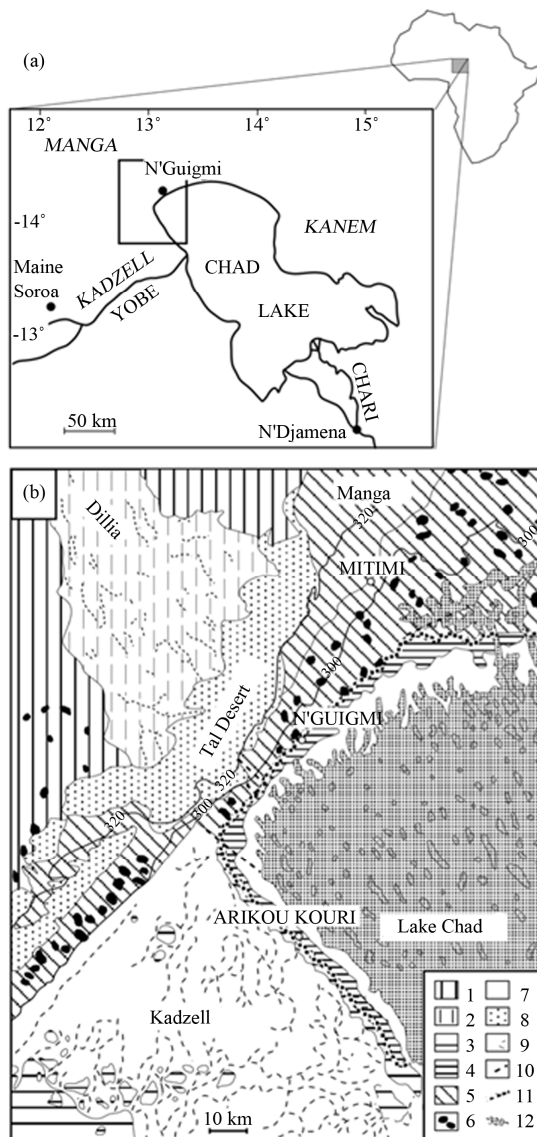 (a)
12° 13° 14° 15°
MANGA
N'Guigmi
-14°
KANEM
Maine
Soroa
KADZELL
YOBE
CHAD
LAKE
-13°
CHARI
50 km
N'Djamena
(b)
Dillia
Manga
320
300
MITIMI
300
Tal Desert
N'GUIGMI
320
300
320
ARIKOU KOURI
Lake Chad
Kadzell
10 km
1 7
2 8
3 9
4 10
5 11
6 320 12